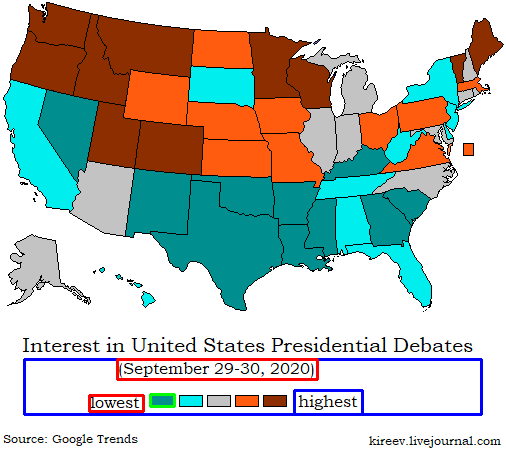 Interest in United States Presidential Debates
(September 29-30, 2020)
lowest highest
Source: Google Trends kireev.livejournal.com